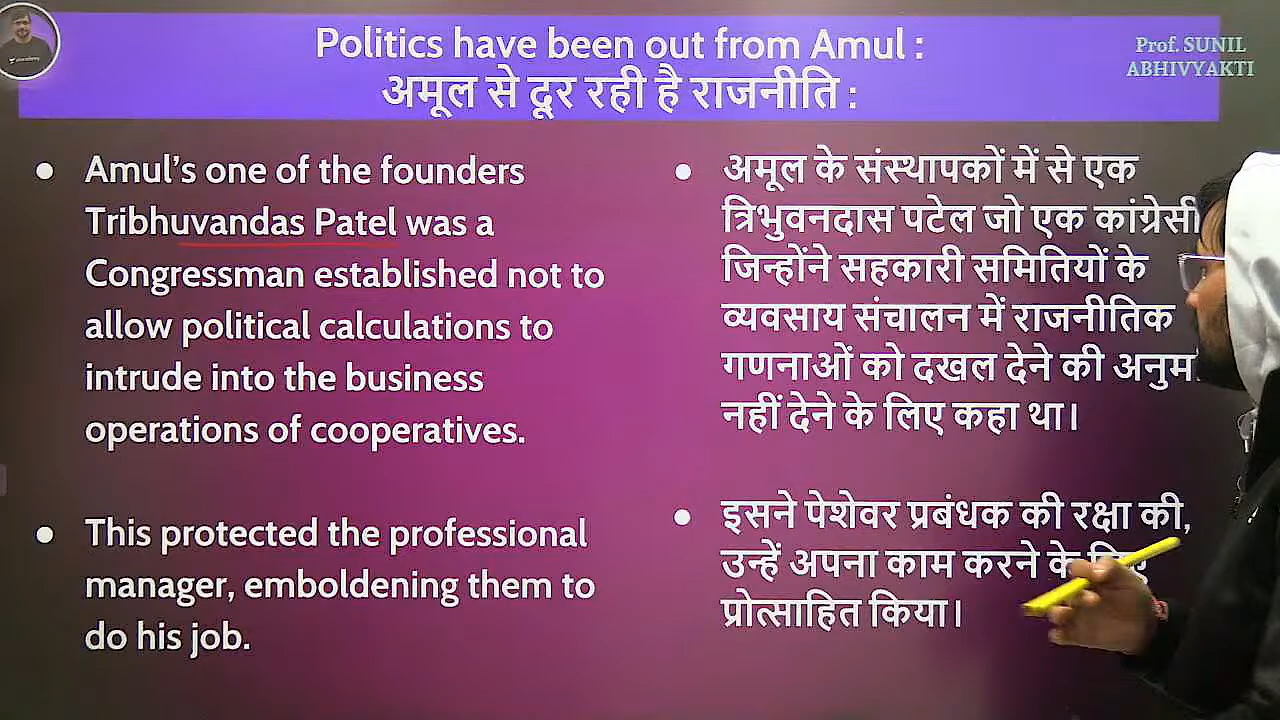 Politics have been out from Amul :
अमूल से दूर रही है राजनीति :
Prof. SUNIL
ABHIVYAKTI
Amul's one of the founders
Tribhuvandas Patel was a
Congressman established not to
allow political calculations to
intrude into the business
operations of cooperatives.
This protected the professional
manager, emboldening them to
do his job.
अमूल के संस्थापकों में से एक
त्रिभुवनदास पटेल जो एक कांग्रेसी
जिन्होंने सहकारी समितियों के
व्यवसाय संचालन में राजनीतिक
गणनाओं को दखल देने की
नहीं देने के लिए कहा था।
इसने पेशेवर प्रबंधक की रक्षा की,
उन्हें अपना काम करने के
प्रोत्साहित किया।